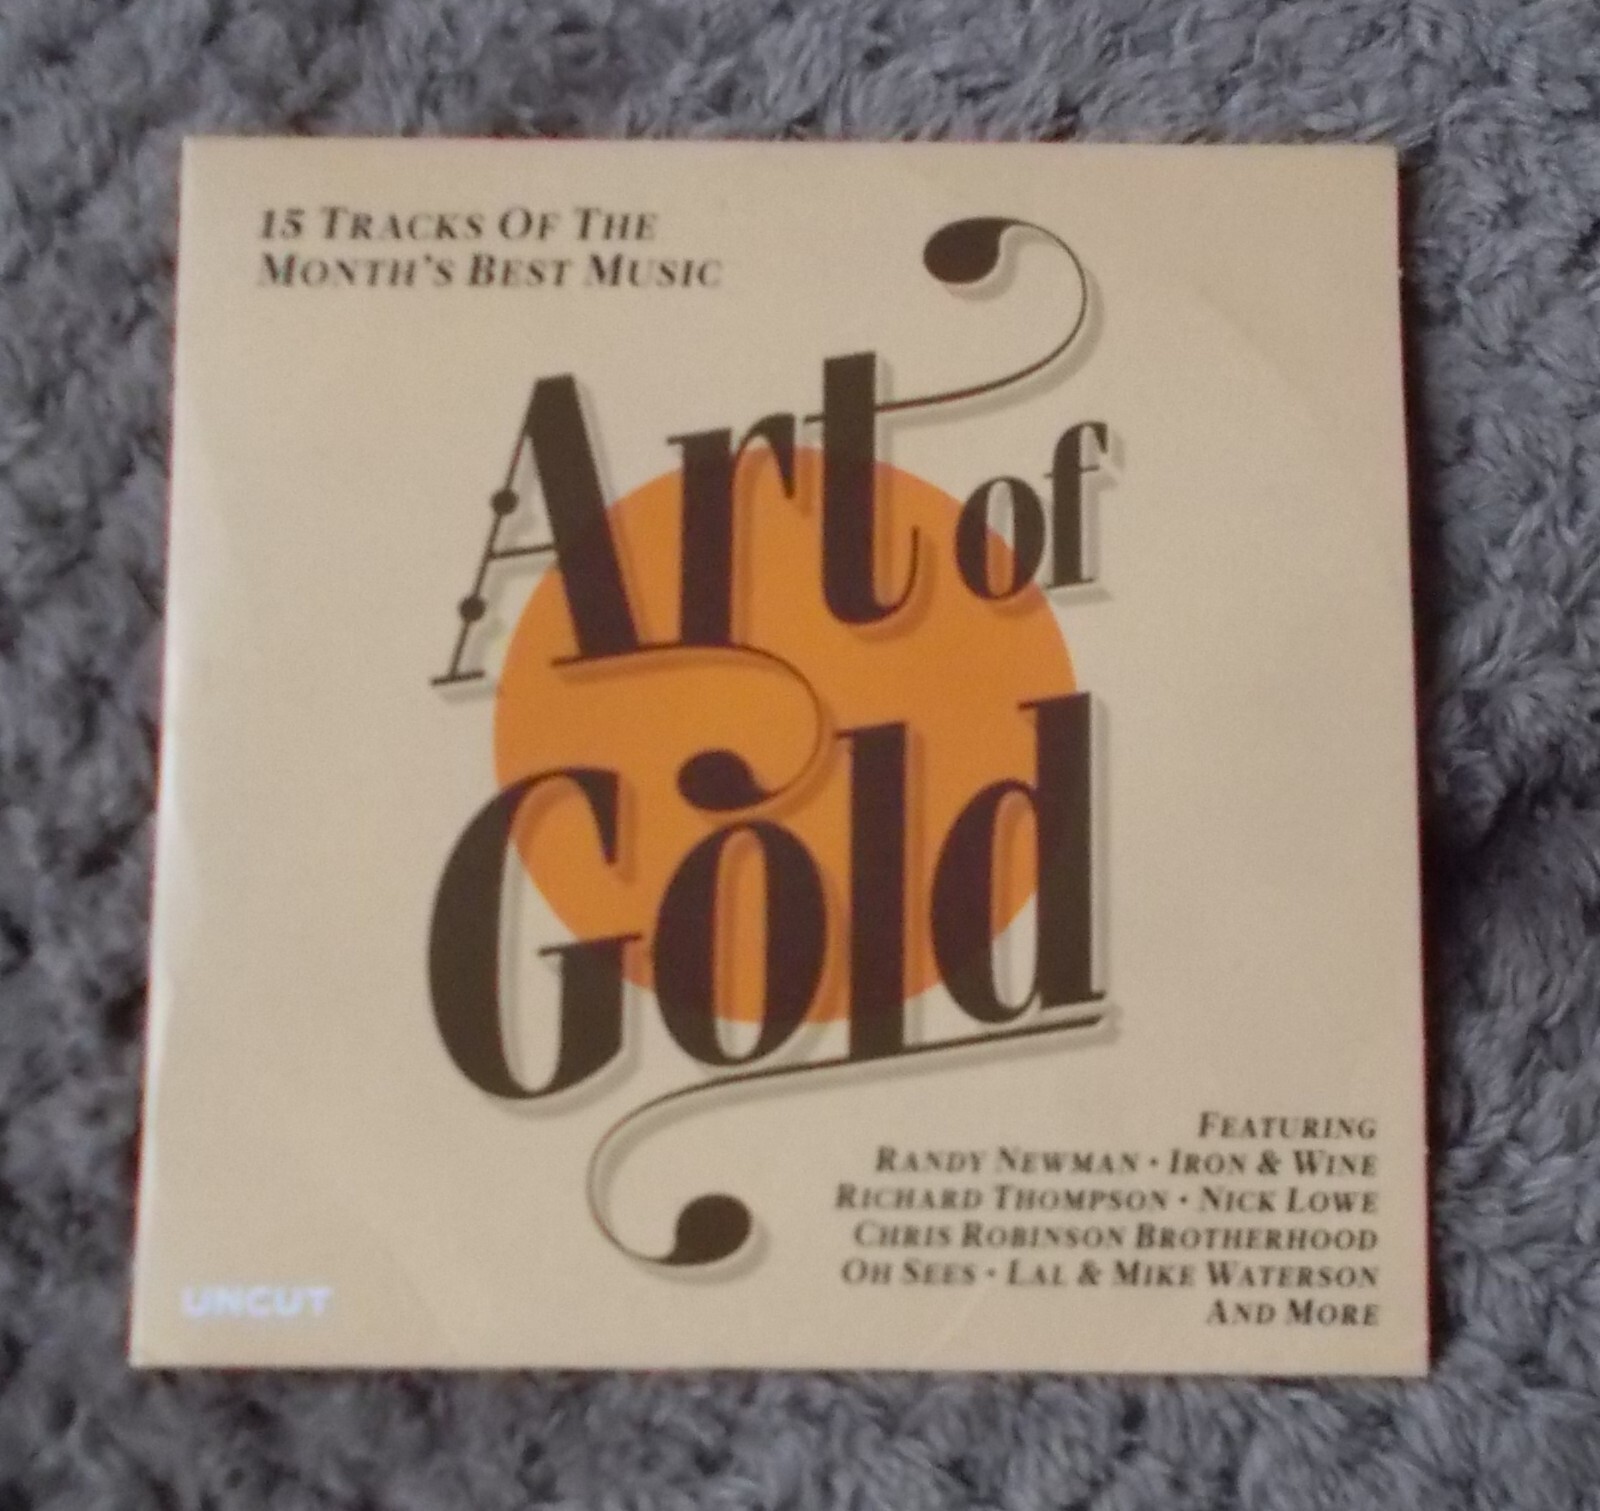 15 TRACKS OF THE
MONTH'S BEST MUSIC
Art of
Gold
FEATURING
RANDY NEWMAN • IRON & WINE
RICHARD THOMPSON • NICK LOWE
CHRIS ROBINSON BROTHERHOOD
OH SEES • LAL & MIKE WATERSON
AND MORE
UNCUT